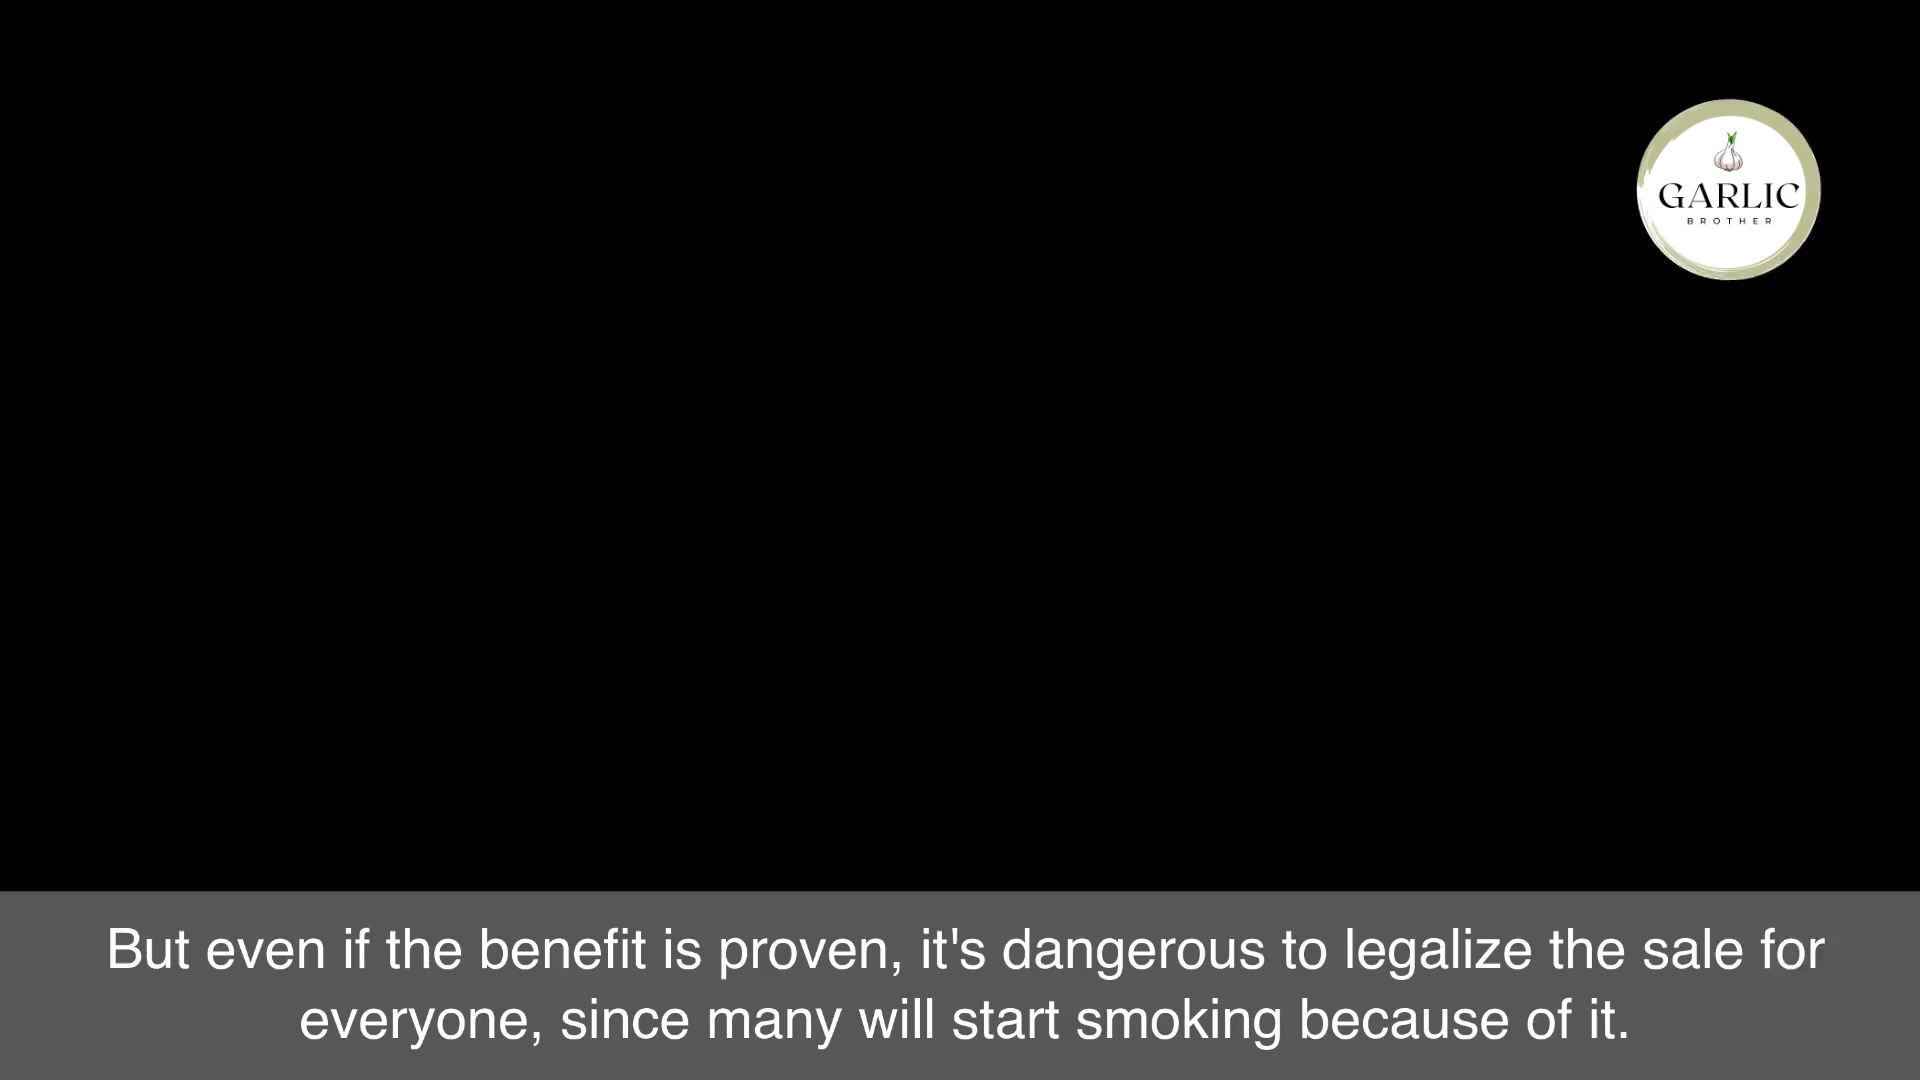 GARLIC
BROTHER
But even if the benefit is proven, it's dangerous to legalize the sale for
everyone, since many will start smoking because of it.